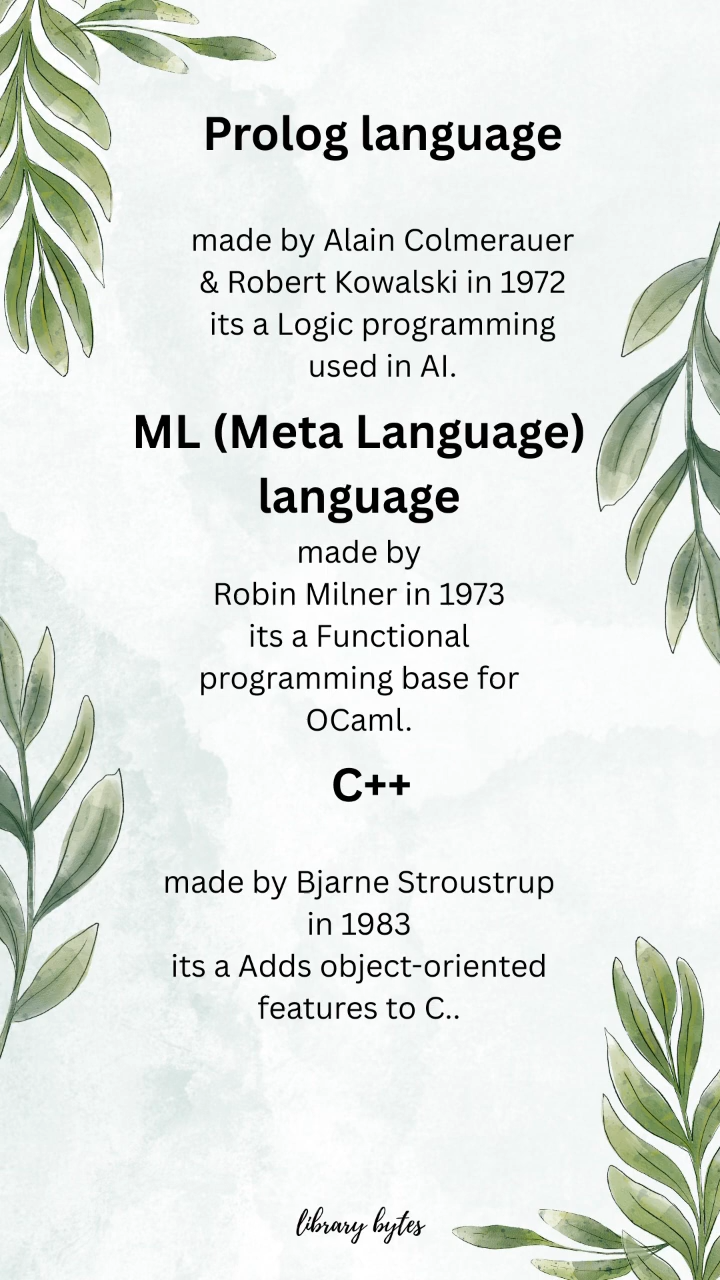 Prolog language
made by Alain Colmerauer
& Robert Kowalski in 1972
its a Logic programming
used in AI.
ML (Meta Language)
language
made by
Robin Milner in 1973
its a Functional
programming base for
OCaml.
C++
made by Bjarne Stroustrup
in 1983
its a Adds object-oriented
features to C..
library bytes